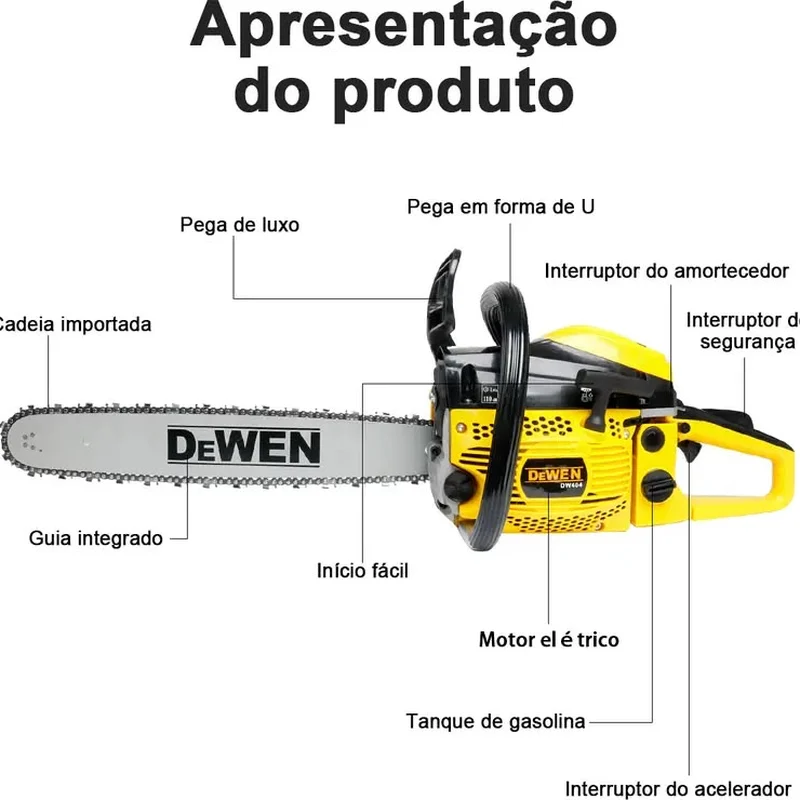 Apresentação
do produto
Pega de luxo
Pega em forma de U
Interruptor do amortecedor
Cadeia importada
Interruptor de
segurança
DEWEN
DEWEN
DW404
Guia integrado
Início fácil
Motor el é trico
Tanque de gasolina
Interruptor do acelerador